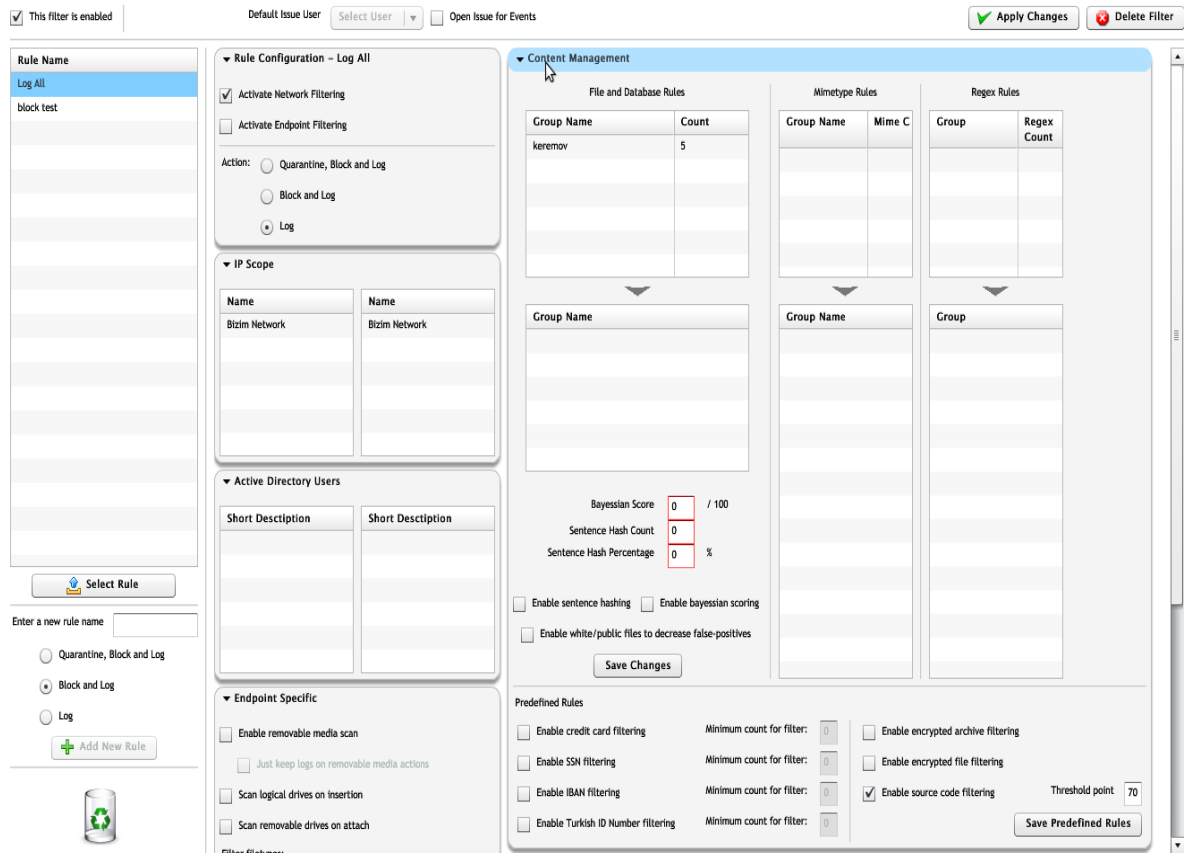 This filter is enabled
Default Issue User
Select User
Open Issue for Events
Apply Changes
Delete Filter
Rule Name
Log All
block test
Select Rule
Enter a new rule name
Quarantine, Block and Log
Block and Log
Log
Add New Rule
Rule Configuration – Log All
Activate Network Filtering
Activate Endpoint Filtering
Action:
Quarantine, Block and Log
Block and Log
Log
IP Scope
Name
Name
Bizim Network
Bizim Network
Active Directory Users
Short Desctiption
Short Desctiption
Endpoint Specific
Enable removable media scan
Just keep logs on removable media actions
Scan logical drives on insertion
Scan removable drives on attach
Filter filetypes:
Content Management
File and Database Rules
Group Name
Count
keremov
5
Group Name
Mimetype Rules
Group Name
Mime C
Group Name
Regex Rules
Group
Regex Count
Group
Bayessian Score
0
/ 100
Sentence Hash Count
0
Sentence Hash Percentage
0
%
Enable sentence hashing
Enable bayessian scoring
Enable white/public files to decrease false-positives
Save Changes
Predefined Rules
Enable credit card filtering
Minimum count for filter:
0
Enable SSN filtering
Minimum count for filter:
0
Enable IBAN filtering
Minimum count for filter:
0
Enable Turkish ID Number filtering
Minimum count for filter:
0
Enable encrypted archive filtering
Enable encrypted file filtering
Enable source code filtering
Threshold point
70
Save Predefined Rules